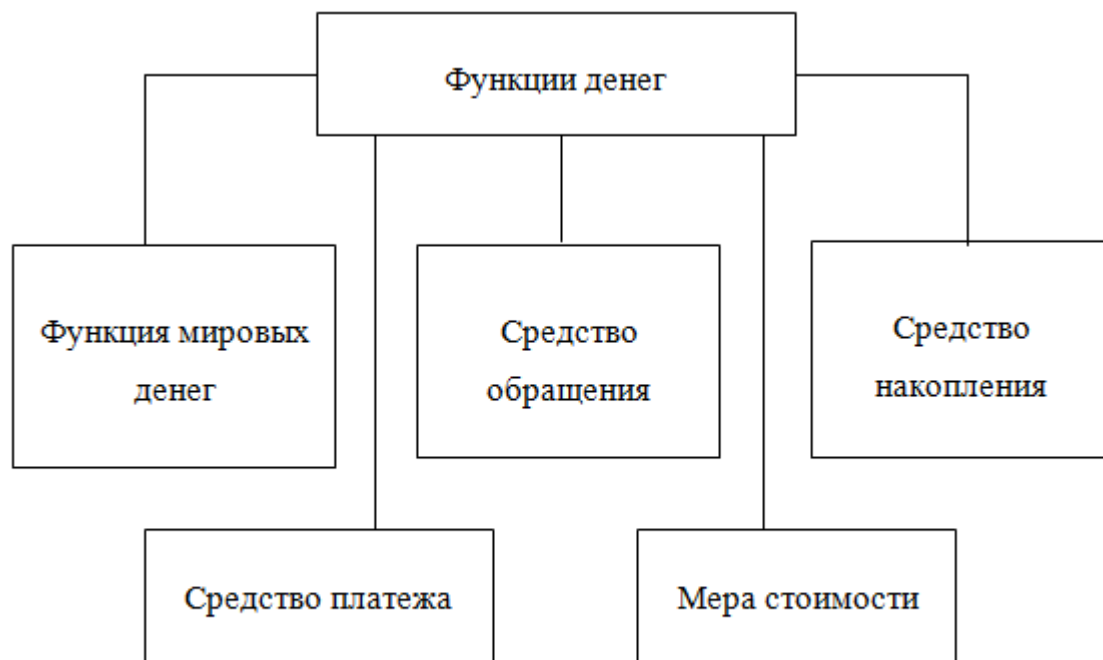 Функции денег
Функция мировых
денег
Средство
обращения
Средство
накопления
Средство платежа
Мера стоимости